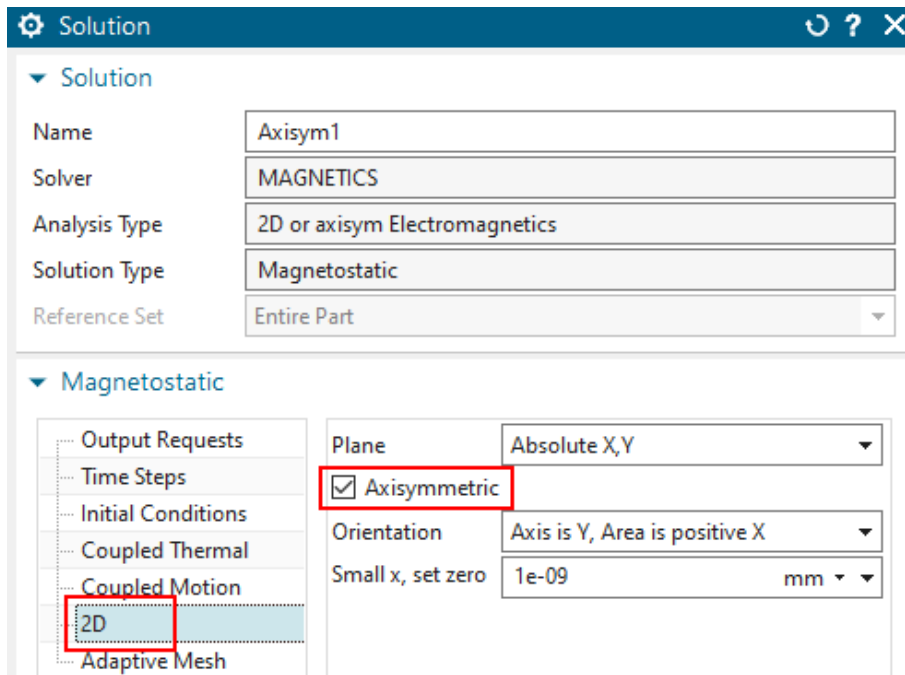 Solution ?
Solution
Name Axisym1
Solver MAGNETICS
Analysis Type 2D or axisym Electromagnetics
Solution Type Magnetostatic
Reference Set Entire Part
Magnetostatic
Output Requests
Time Steps
Initial Conditions
Coupled Thermal
Coupled Motion
2D
Adaptive Mesh
Plane Absolute X,Y
Axisymmetric
Orientation Axis is Y, Area is positive X
Small x, set zero 1e-09 mm